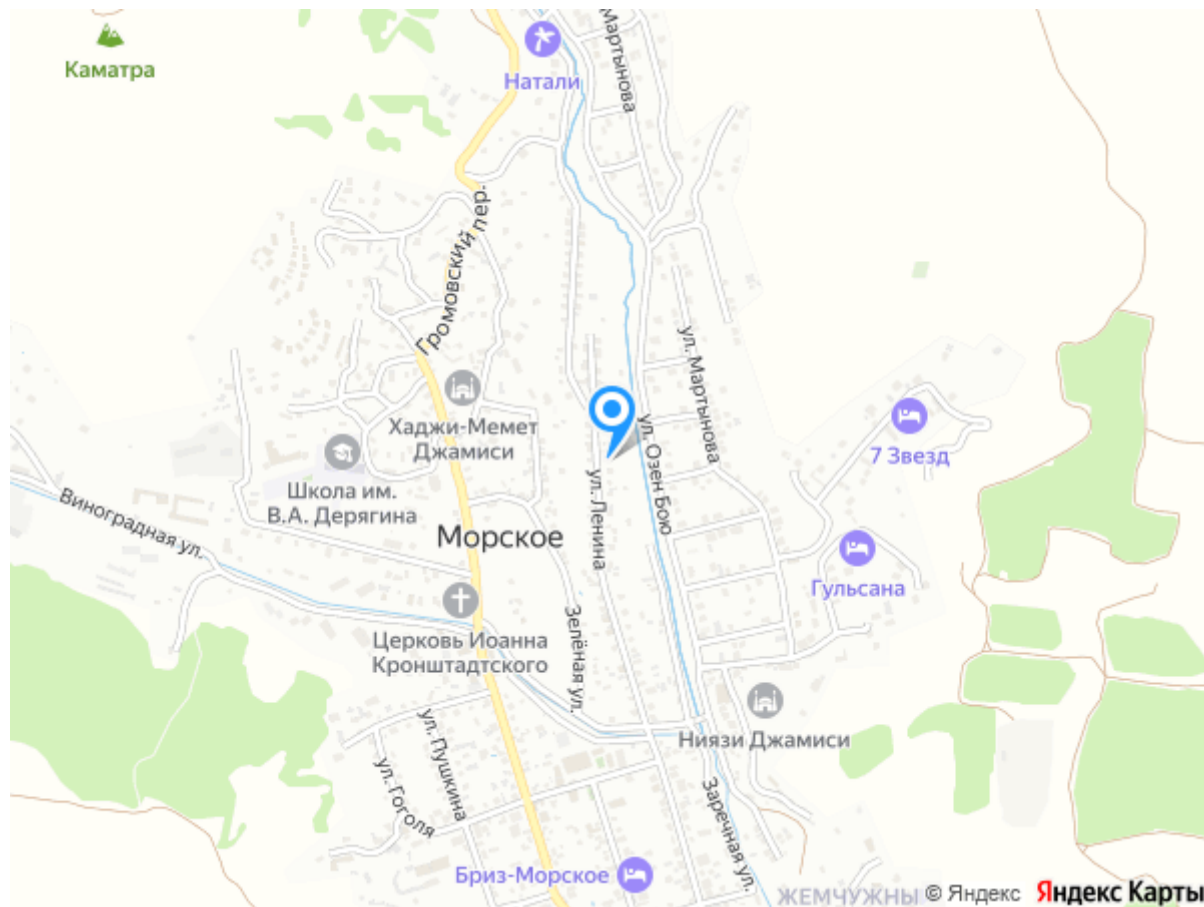 Каматра
Натали
Мартынова
Громовский пер.
ул. Мартынова
Хаджи-Мемет
Джамиси
7 Звезд
ул. Озен Бою
Школа им.
В.А. Дерягина
ул. Ленина
Виноградная ул.
Морское
Гульсана
Церковь Иоанна
Кронштадтского
Зелёная ул.
Ниязи Джамиси
ул. Пушкина
ул. Гоголя
Заречная ул.
Бриз-Морское
ЖЕМЧУЖНЫ
© Яндекс Яндекс Карты